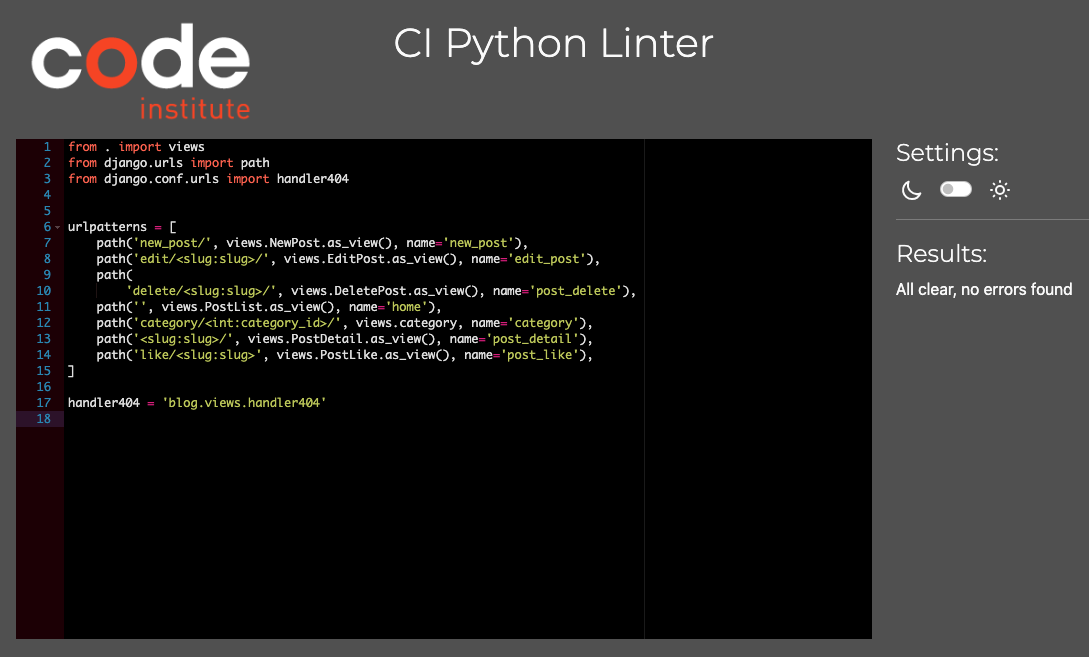 code
institute
CI Python Linter
1 from . import views
2 from django.urls import path
3 from django.conf.urls import handler404
4
5
6 urlpatterns = [
7     path('new_post/', views.NewPost.as_view(), name='new_post'),
8     path('edit/<slug:slug>/', views.EditPost.as_view(), name='edit_post'),
9     path(
10         'delete/<slug:slug>/', views.DeletePost.as_view(), name='post_delete'),
11     path('', views.PostList.as_view(), name='home'),
12     path('category/<int:category_id>/', views.category, name='category'),
13     path('<slug:slug>/', views.PostDetail.as_view(), name='post_detail'),
14     path('like/<slug:slug>', views.PostLike.as_view(), name='post_like'),
15 ]
16
17 handler404 = 'blog.views.handler404'
18
Settings:
Results:
All clear, no errors found